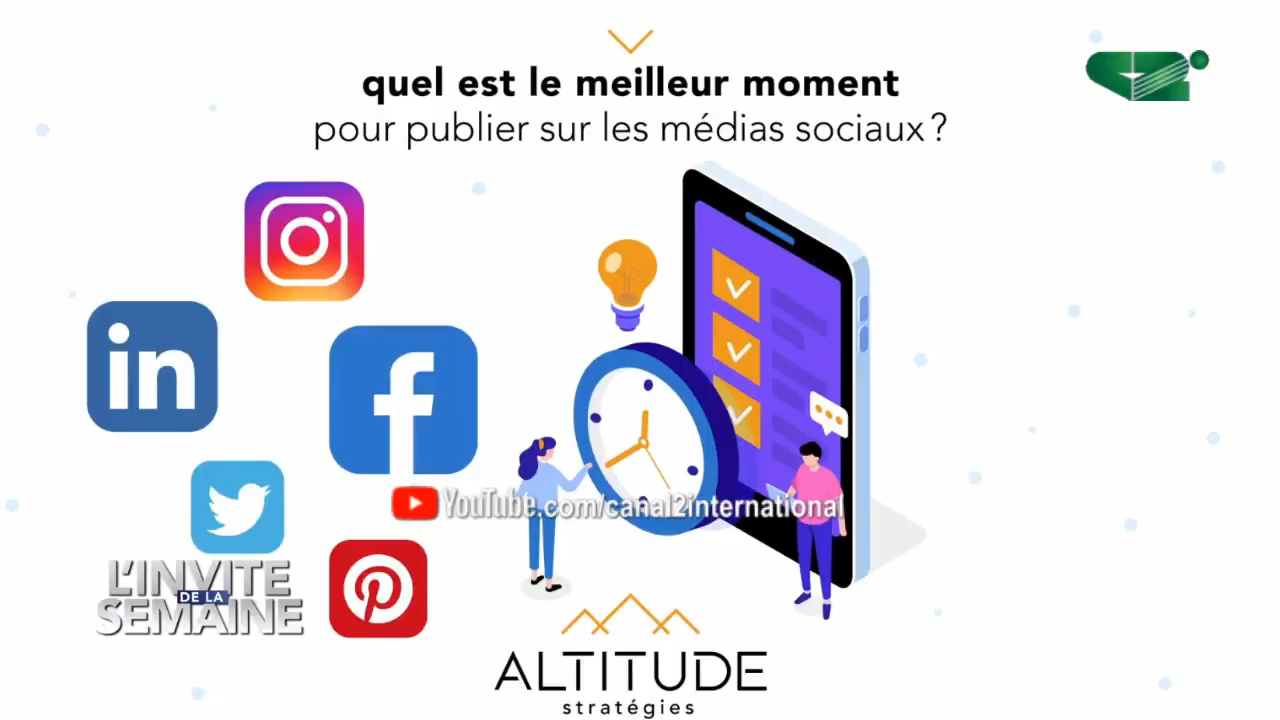 quel est le meilleur moment
pour publier sur les médias sociaux ?
in
f
YouTube.com/canal2international
L'INVITE
DE LA
SEMAINE
ALTITUDE
stratégies